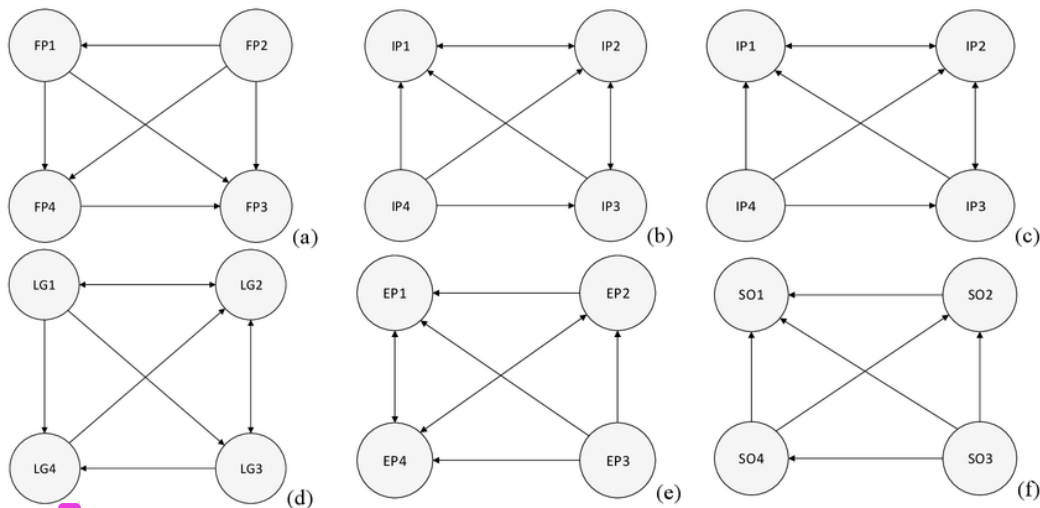 FP1 FP2 IP1 IP2 IP1 IP2
FP4 FP3 IP4 IP3 IP4 IP3
(a) (b) (c)
LG1 LG2 EP1 EP2 SO1 SO2
LG4 LG3 EP4 EP3 SO4 SO3
(d) (e) (f)